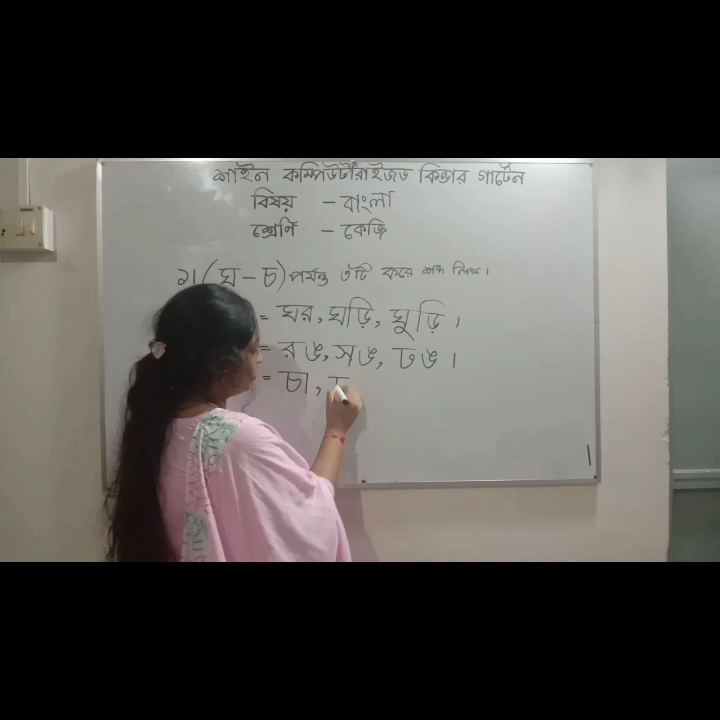 শাইন কম্পিউটারাইজড কিন্ডার গার্টেন
বিষয় - বাংলা
শ্রেণি - কেজি
২। (ঘ - চ) পর্যন্ত ৩টি করে শব্দ লিখ।
= ঘর, ঘড়ি, ঘুড়ি।
= রঙ, সঙ, ঢঙ।
= চা,